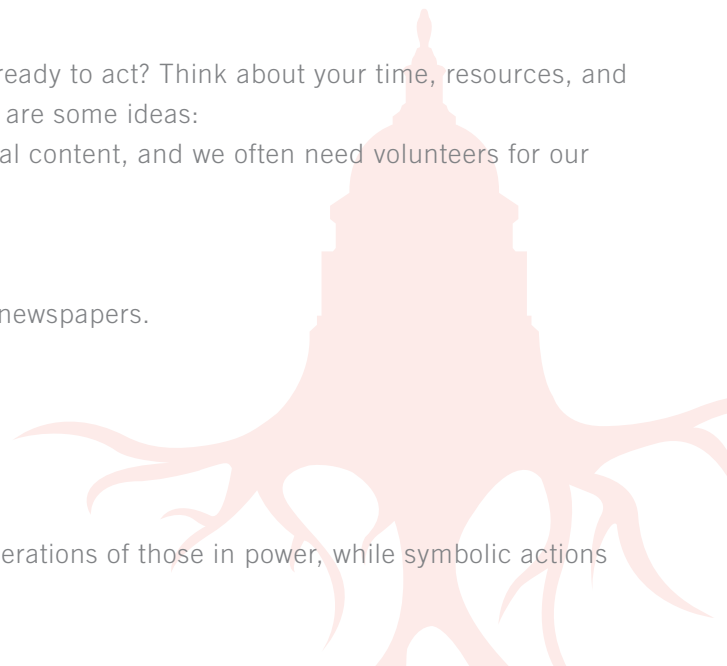 ready to act? Think about your time, resources, and
are some ideas:
al content, and we often need volunteers for our
newspapers.
erations of those in power, while symbolic actions